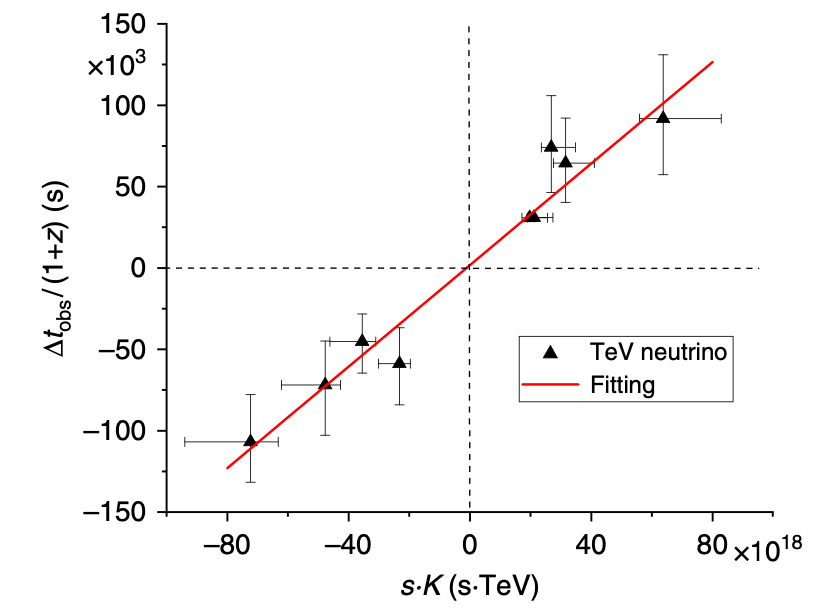 150
×10³
100
50
0
−50
−100
−150
Δt_obs/(1+z) (s)
TeV neutrino
Fitting
−80 −40 0 40 80 ×10¹⁸
s·K (s·TeV)